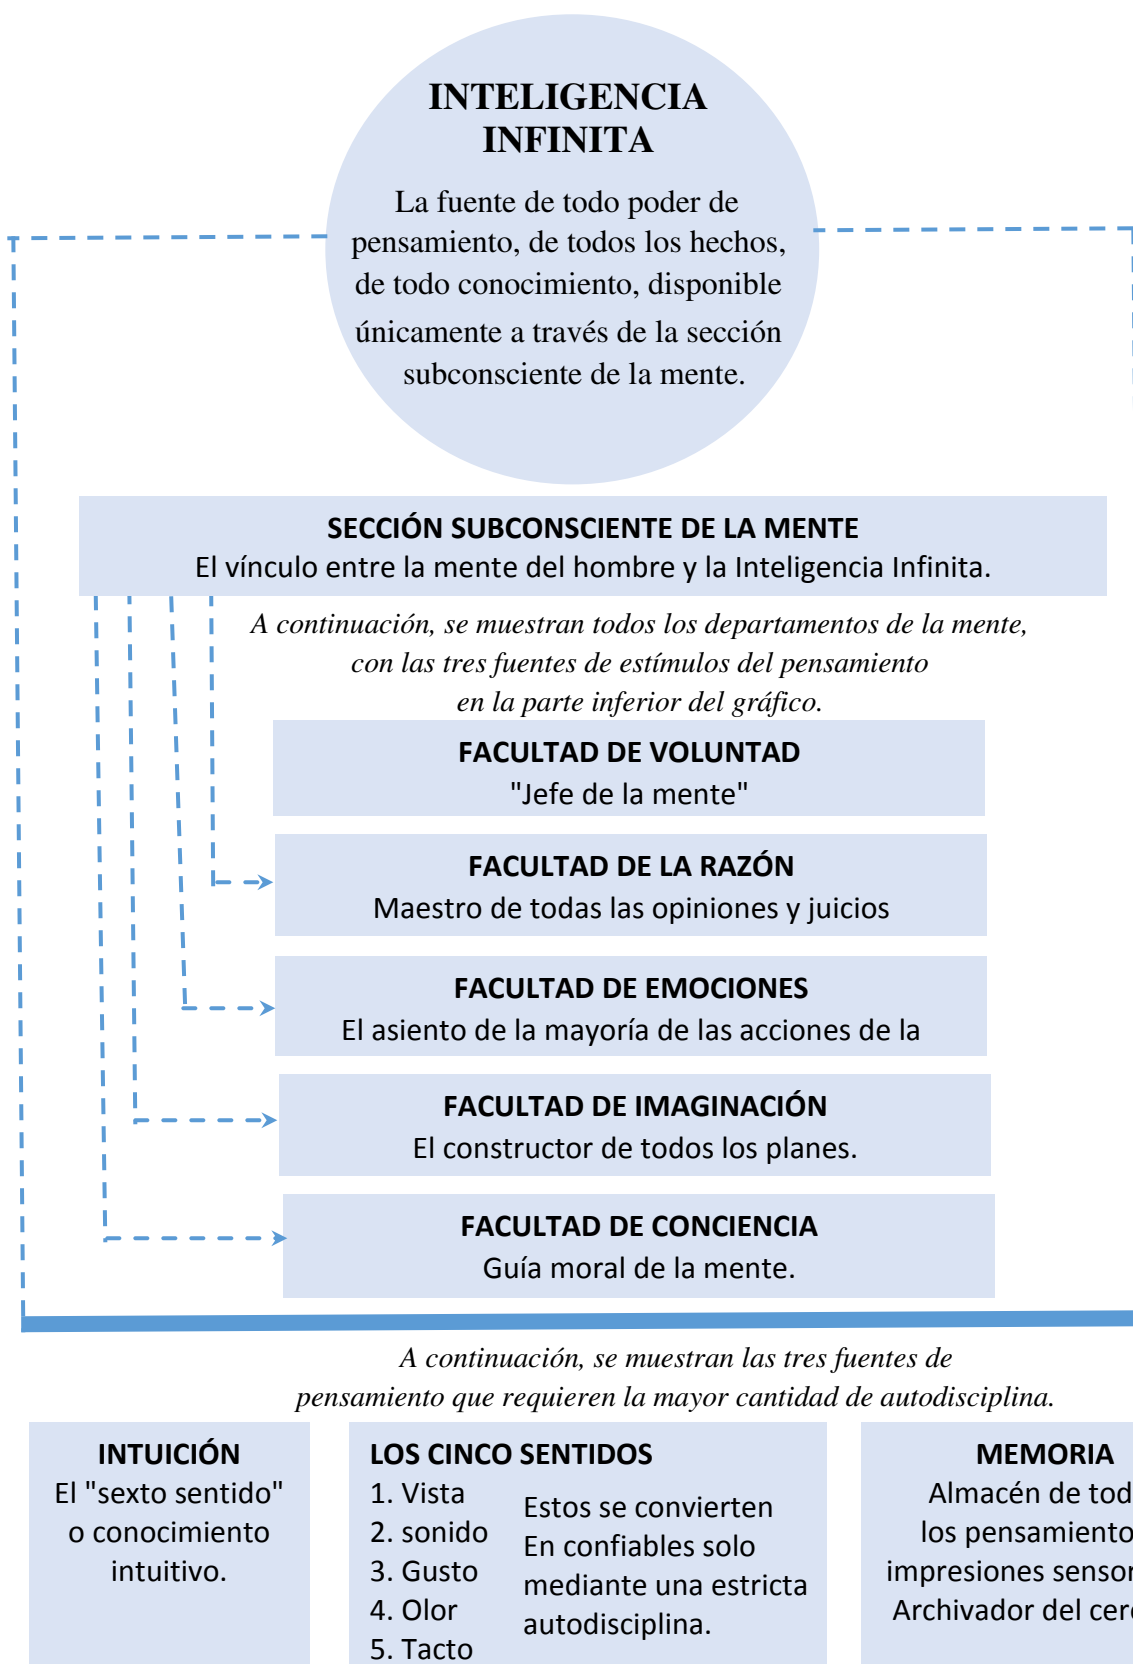 INTELIGENCIA
INFINITA
La fuente de todo poder de
pensamiento, de todos los hechos,
de todo conocimiento, disponible
únicamente a través de la sección
subconsciente de la mente.
SECCIÓN SUBCONSCIENTE DE LA MENTE
El vínculo entre la mente del hombre y la Inteligencia Infinita.
A continuación, se muestran todos los departamentos de la mente,
con las tres fuentes de estímulos del pensamiento
en la parte inferior del gráfico.
FACULTAD DE VOLUNTAD
"Jefe de la mente"
FACULTAD DE LA RAZÓN
Maestro de todas las opiniones y juicios
FACULTAD DE EMOCIONES
El asiento de la mayoría de las acciones de la
FACULTAD DE IMAGINACIÓN
El constructor de todos los planes.
FACULTAD DE CONCIENCIA
Guía moral de la mente.
A continuación, se muestran las tres fuentes de
pensamiento que requieren la mayor cantidad de autodisciplina.
INTUICIÓN
El "sexto sentido"
o conocimiento
intuitivo.
LOS CINCO SENTIDOS
1. Vista
2. sonido
3. Gusto
4. Olor
5. Tacto
Estos se convierten
En confiables solo
mediante una estricta
autodisciplina.
MEMORIA
Almacén de
los
impresiones
Archivador del